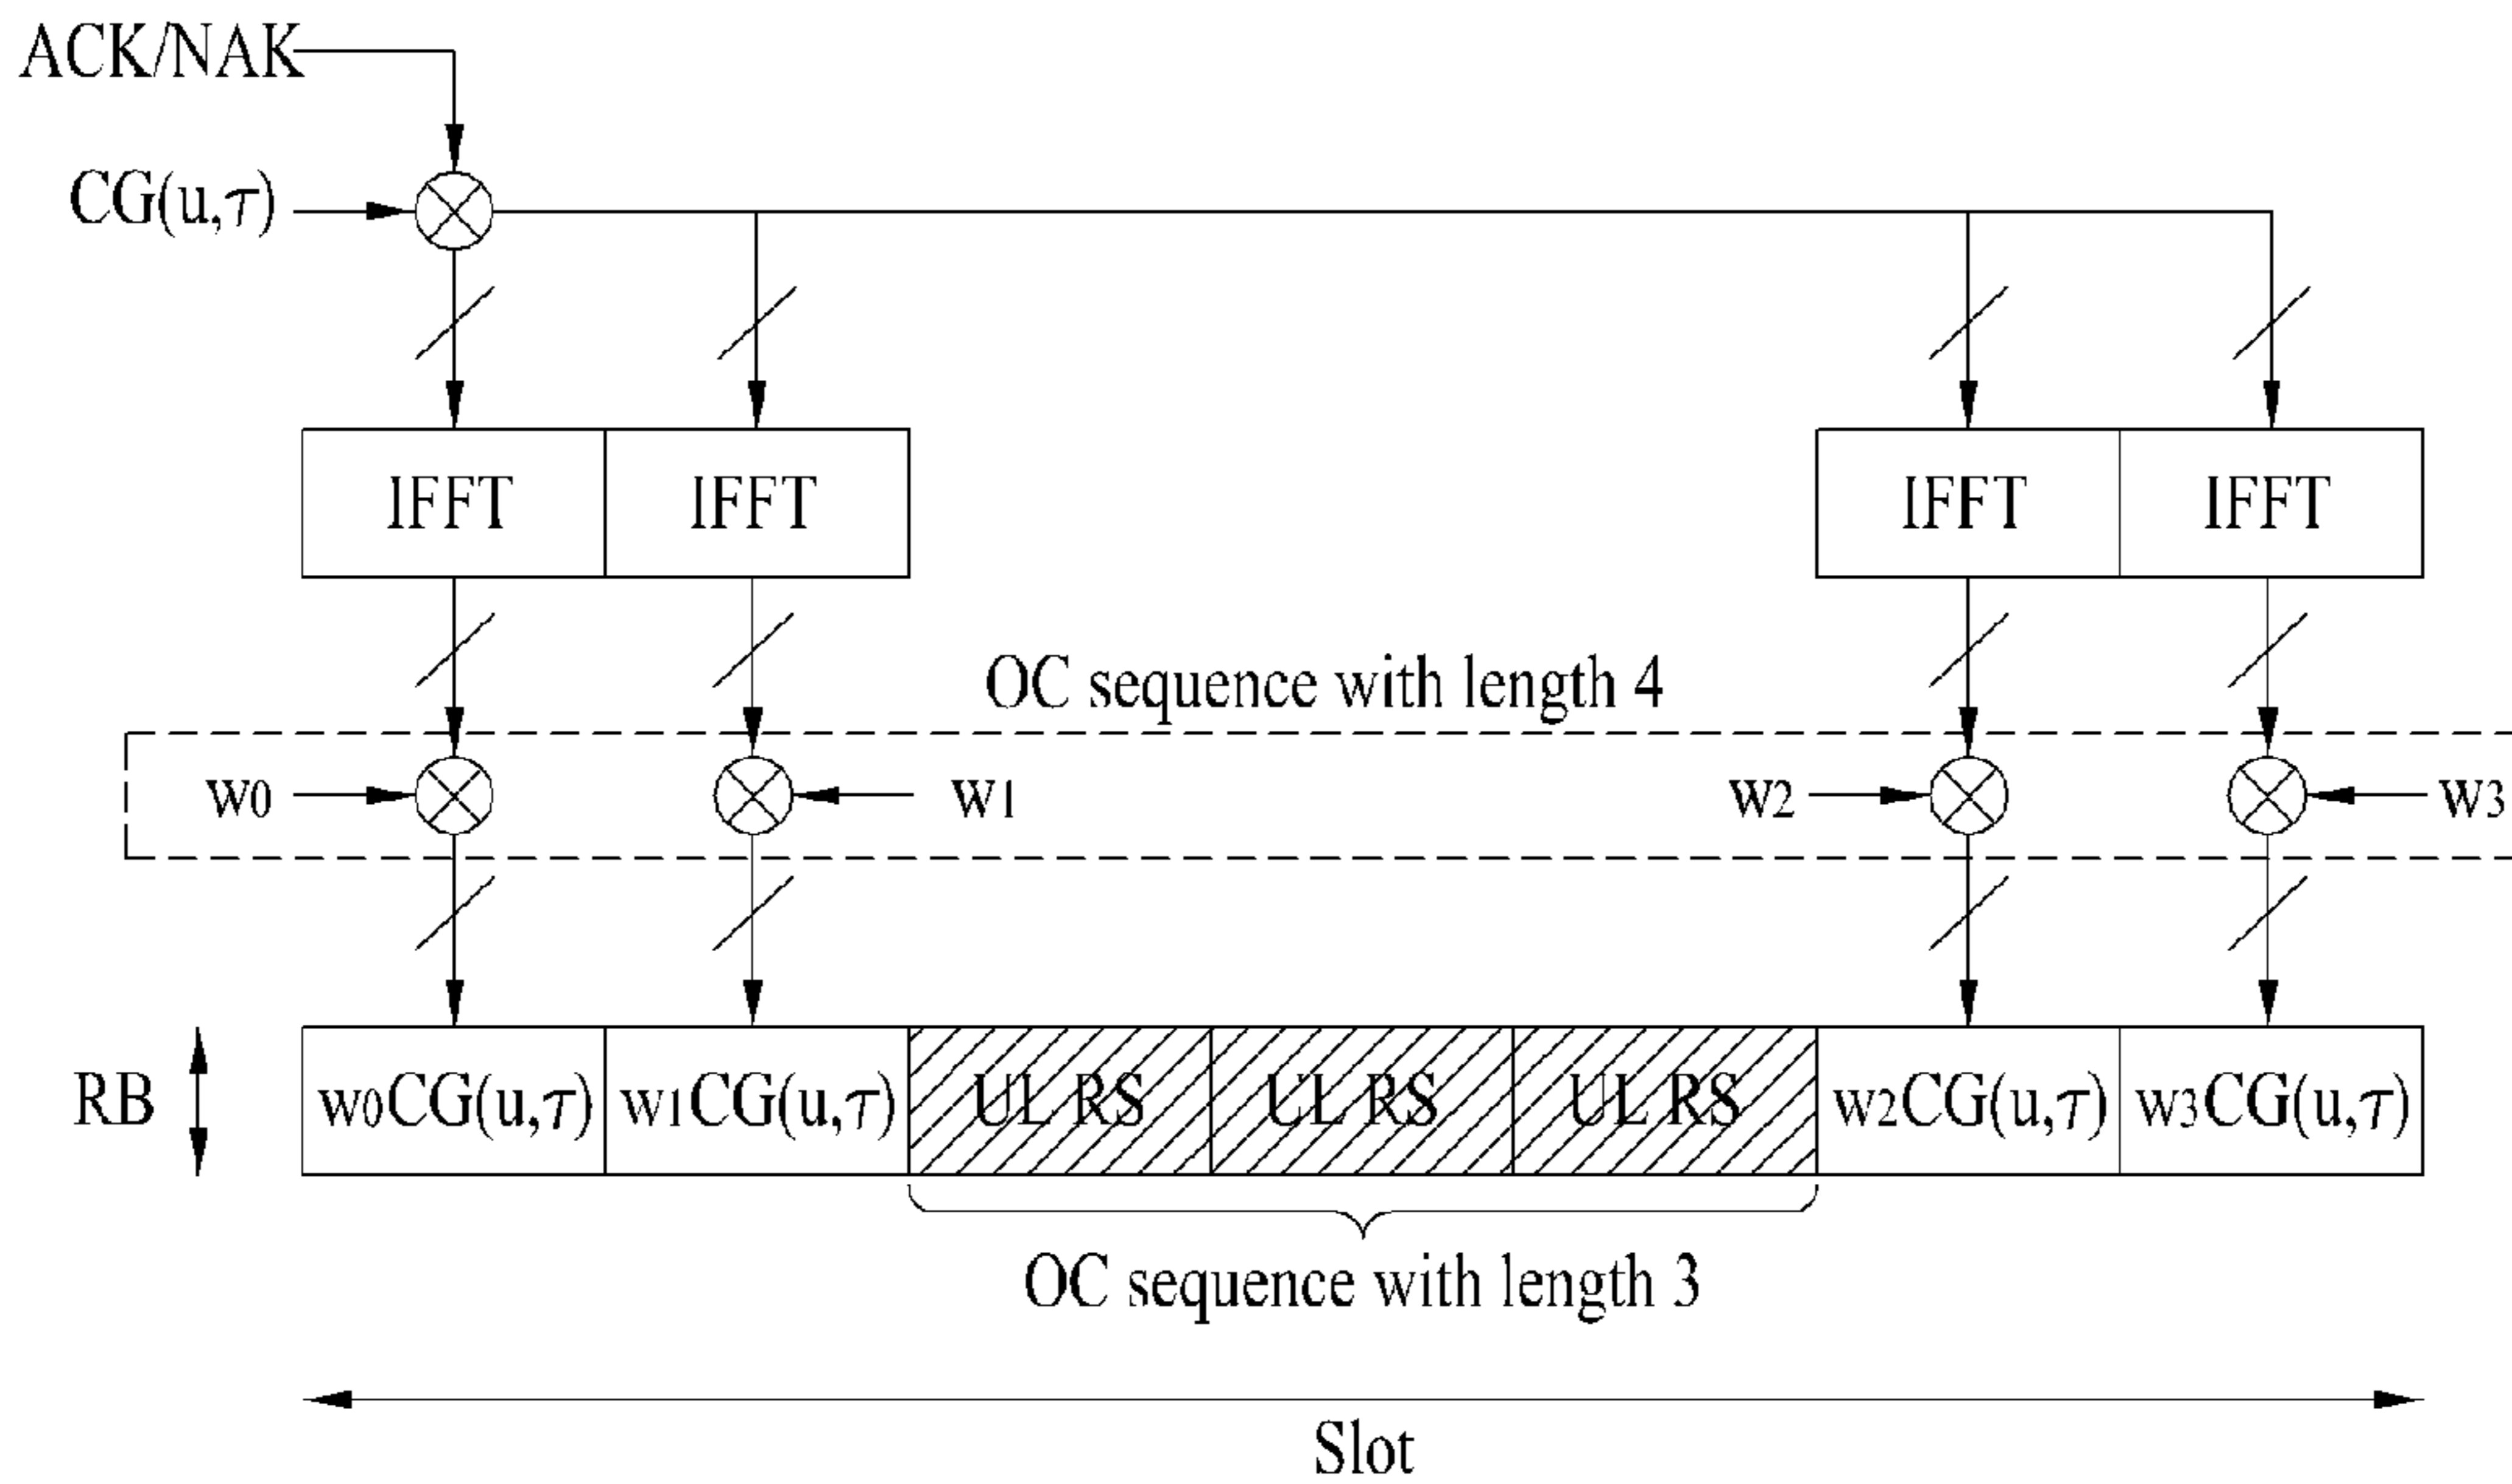 ACK/NAK
CG(u,τ)
IFFT IFFT IFFT IFFT
OC sequence with length 4
w0 w1 w2 w3
RB w0CG(u,τ) w1CG(u,τ) UL RS UL RS UL RS w2CG(u,τ) w3CG(u,τ)
OC sequence with length 3
Slot